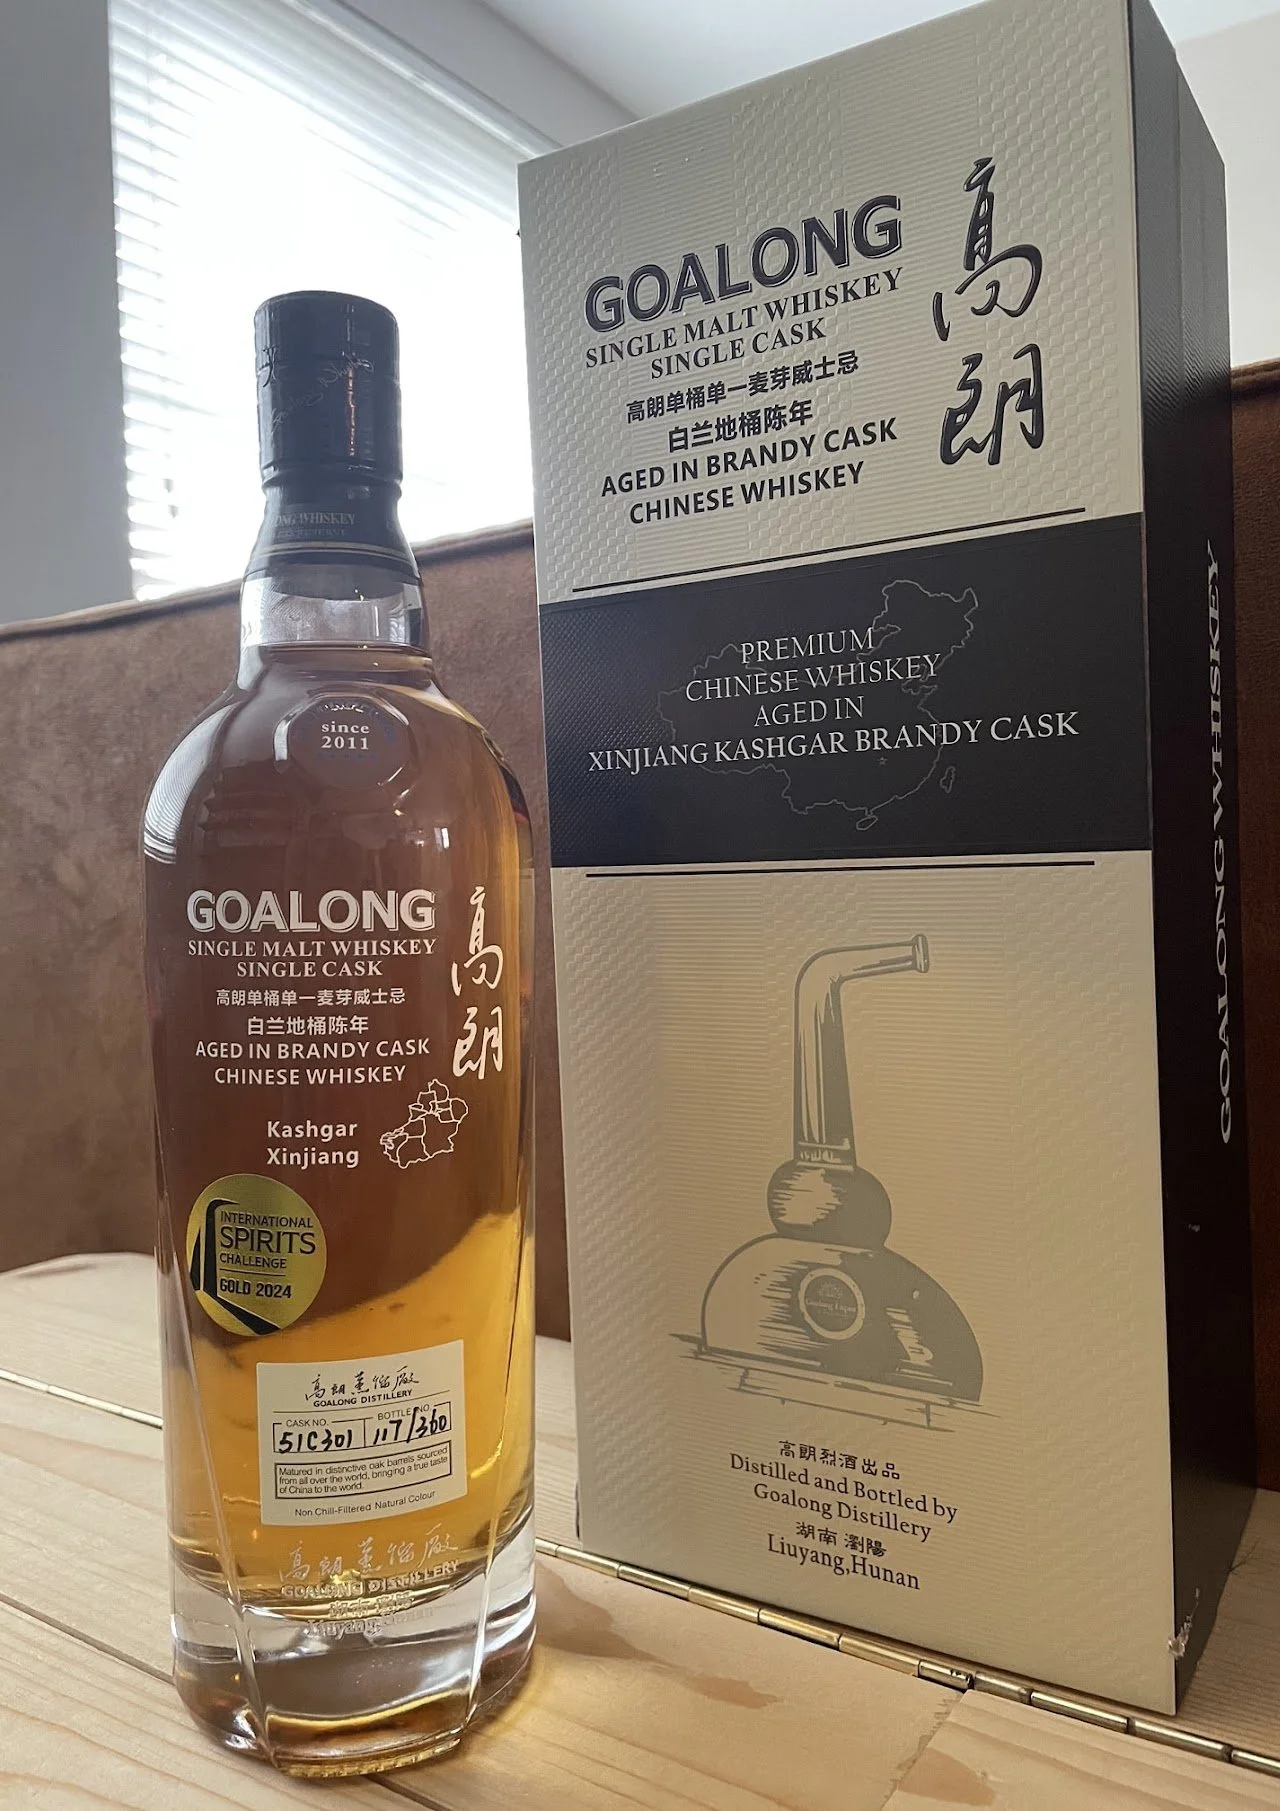 since
2011
GOALONG
SINGLE MALT WHISKEY
SINGLE CASK
高朗单桶单一麦芽威士忌
白兰地桶陈年
AGED IN BRANDY CASK
CHINESE WHISKEY
高朗
Kashgar
Xinjiang
INTERNATIONAL
SPIRITS
CHALLENGE
GOLD 2024
高朗蒸馏厂
GOALONG DISTILLERY
CASK NO.
BOTTLE NO.
51C301
117/360
Matured in distinctive oak barrels sourced
from all over the world, bringing a true taste
of China to the world.
Non Chill-Filtered Natural Colour
GOALONG DISTILLERY
Liuyang,Hunan
GOALONG
SINGLE MALT WHISKEY
SINGLE CASK
高朗单桶单一麦芽威士忌
白兰地桶陈年
AGED IN BRANDY CASK
CHINESE WHISKEY
高朗
PREMIUM
CHINESE WHISKEY
AGED IN
XINJIANG KASHGAR BRANDY CASK
高朗烈酒出品
Distilled and Bottled by
Goalong Distillery
湖南 瀏陽
Liuyang,Hunan
GOALONG WHISKEY